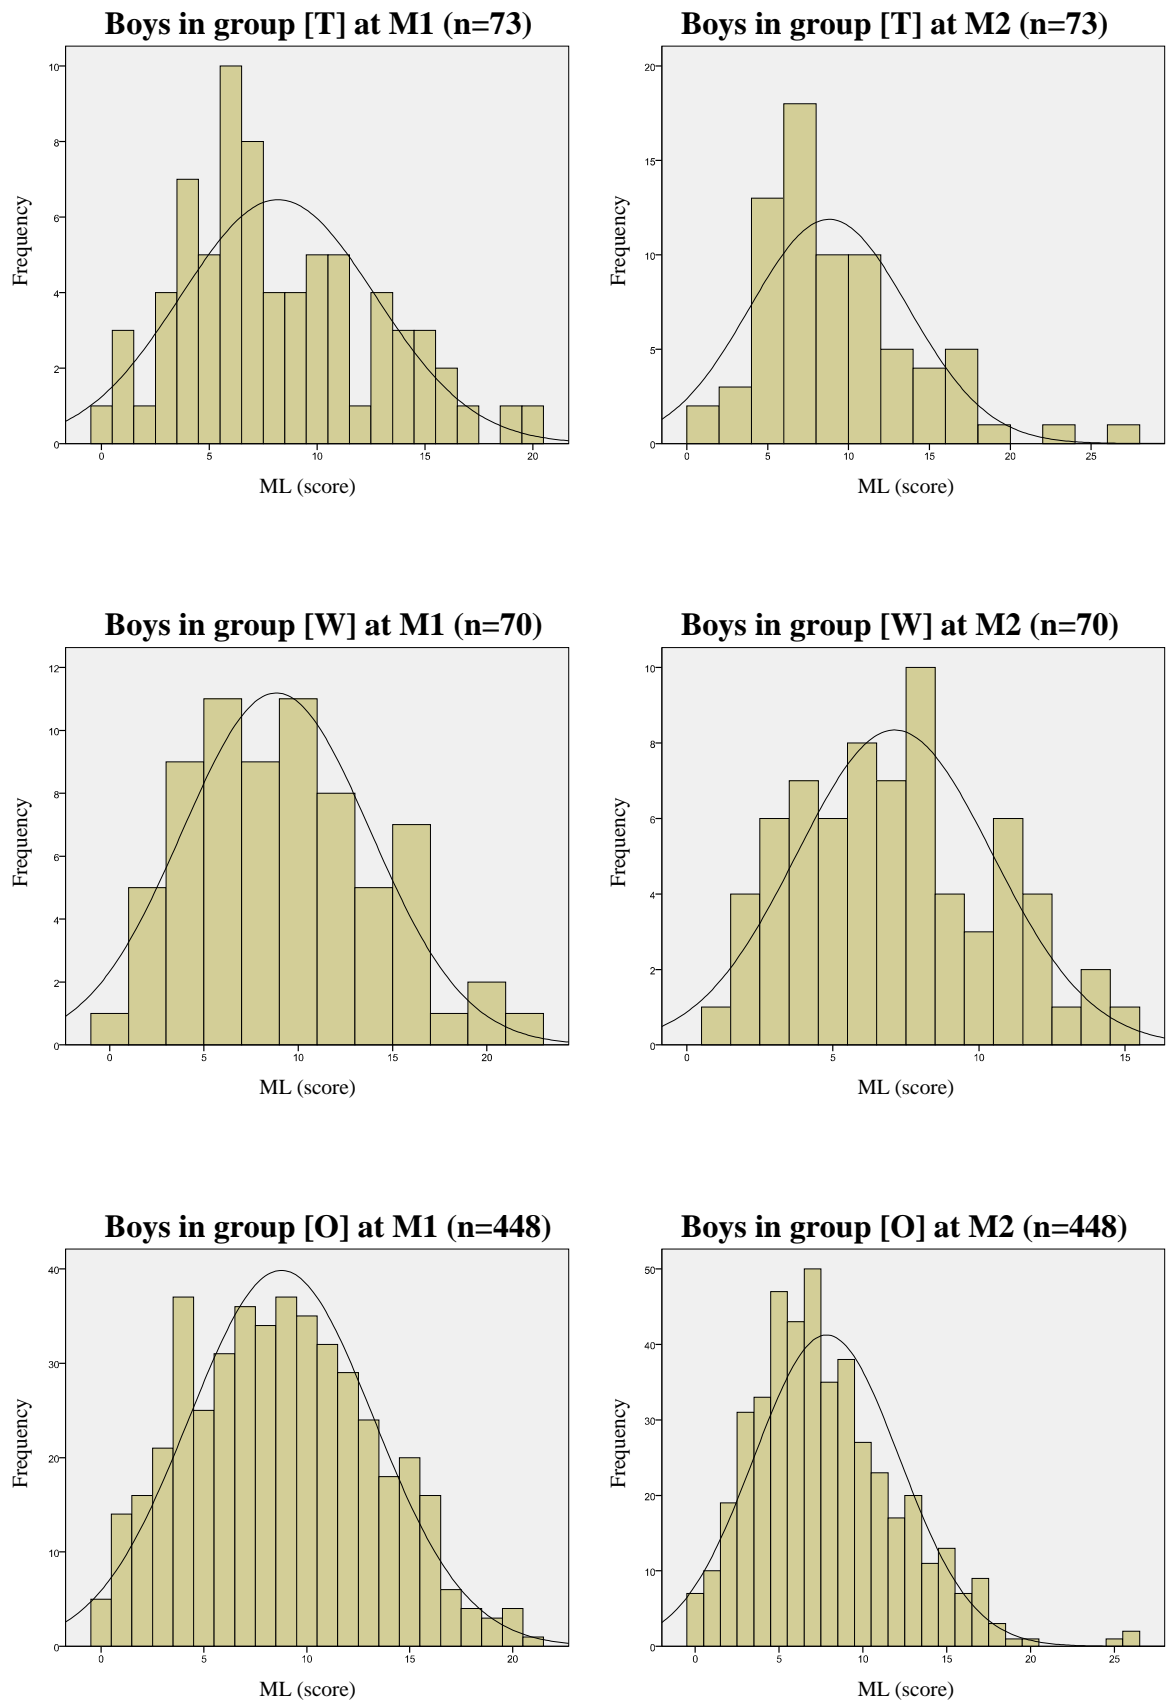 Boys in group [T] at M1 (n=73)
10
8
6
4
2
0
Frequency
0 5 10 15 20
ML (score)
Boys in group [T] at M2 (n=73)
20
15
10
5
0
Frequency
0 5 10 15 20 25
ML (score)
Boys in group [W] at M1 (n=70)
12
10
8
6
4
2
0
Frequency
0 5 10 15 20
ML (score)
Boys in group [W] at M2 (n=70)
10
8
6
4
2
0
Frequency
0 5 10 15
ML (score)
Boys in group [O] at M1 (n=448)
40
30
20
10
0
Frequency
0 5 10 15 20
ML (score)
Boys in group [O] at M2 (n=448)
50
40
30
20
10
0
Frequency
0 5 10 15 20 25
ML (score)